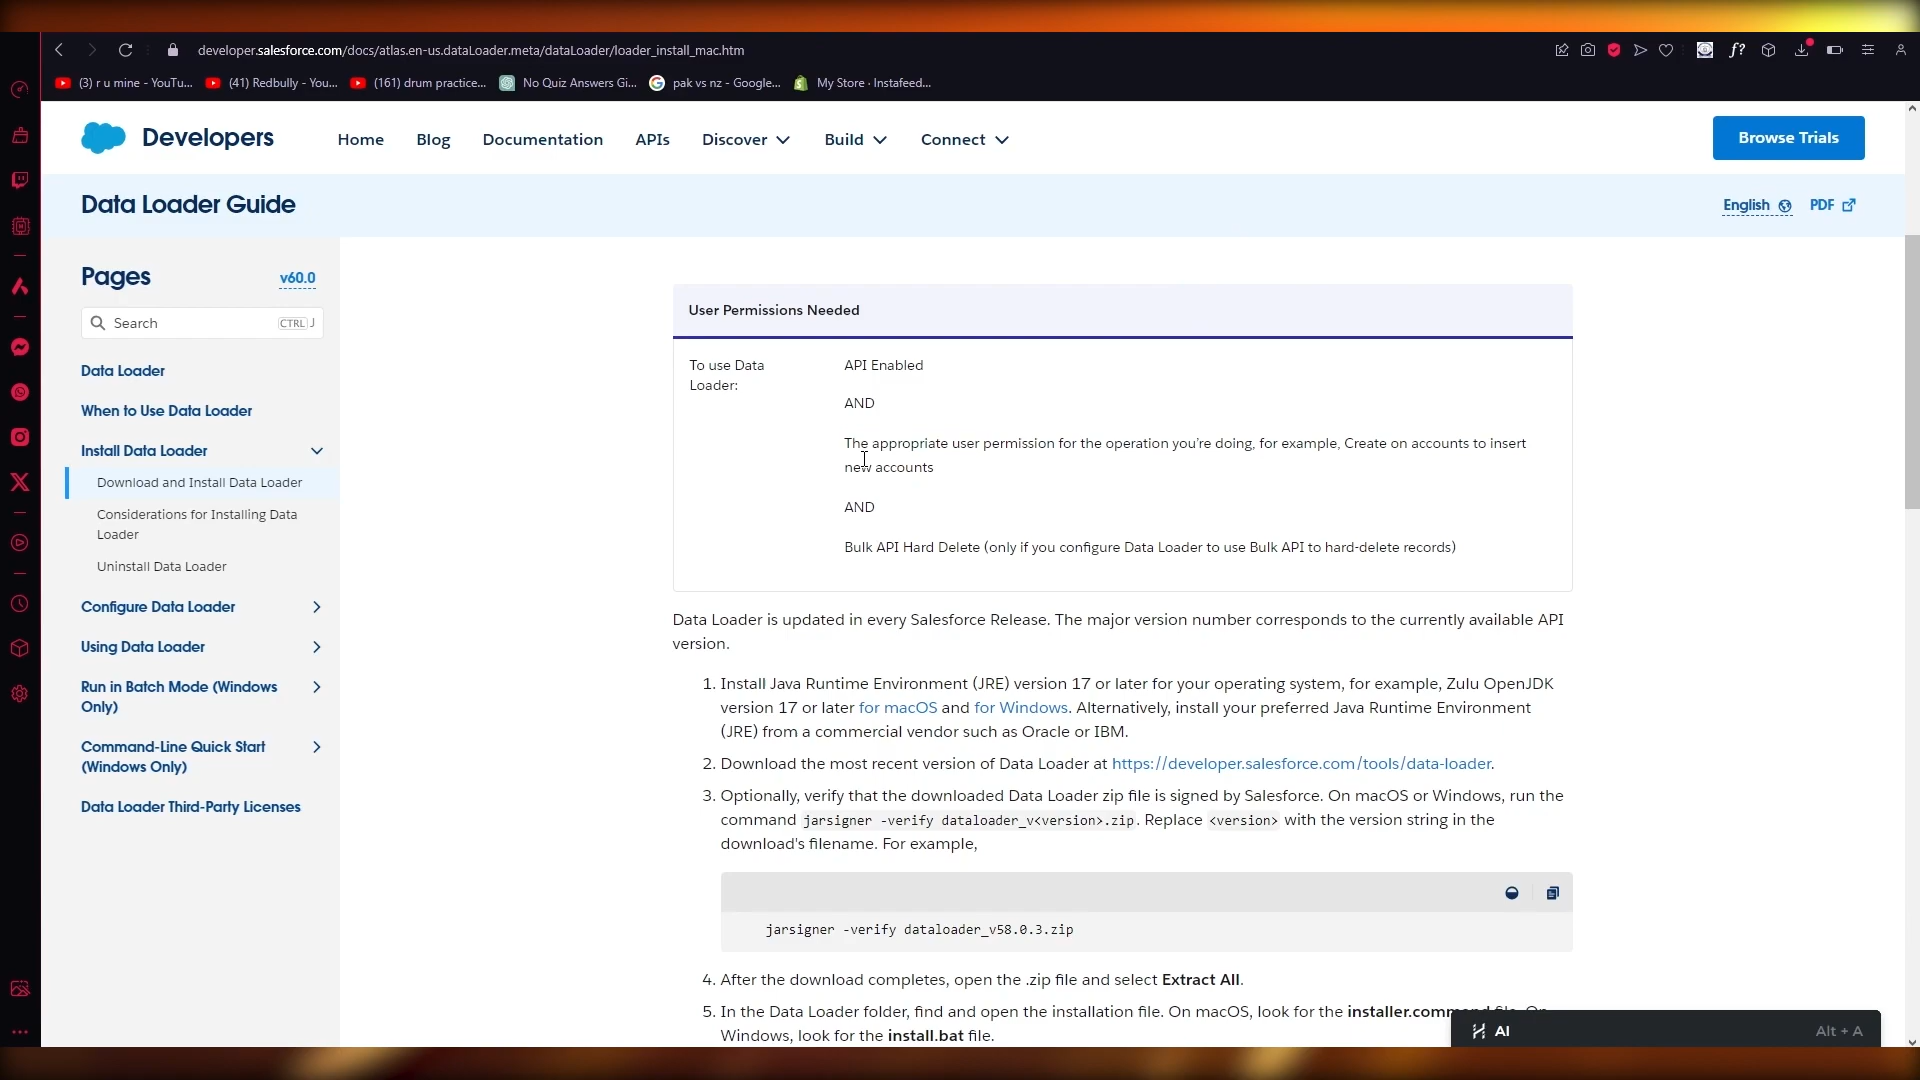 developer.salesforce.com/docs/atlas.en-us.dataLoader.meta/dataLoader/loader_install_mac.htm
(3) r u mine - YouTu... (41) Redbully - You... (161) drum practice... No Quiz Answers Gi... pak vs nz - Google... My Store · Instafeed...
Developers Home Blog Documentation APIs Discover Build Connect Browse Trials
Data Loader Guide English PDF
Pages v60.0
Search CTRL J
Data Loader
When to Use Data Loader
Install Data Loader
Download and Install Data Loader
Considerations for Installing Data
Loader
Uninstall Data Loader
Configure Data Loader
Using Data Loader
Run in Batch Mode (Windows
Only)
Command-Line Quick Start
(Windows Only)
Data Loader Third-Party Licenses
User Permissions Needed
To use Data
Loader:
API Enabled
AND
The appropriate user permission for the operation you're doing, for example, Create on accounts to insert
new accounts
AND
Bulk API Hard Delete (only if you configure Data Loader to use Bulk API to hard-delete records)
Data Loader is updated in every Salesforce Release. The major version number corresponds to the currently available API
version.
1. Install Java Runtime Environment (JRE) version 17 or later for your operating system, for example, Zulu OpenJDK
version 17 or later for macOS and for Windows. Alternatively, install your preferred Java Runtime Environment
(JRE) from a commercial vendor such as Oracle or IBM.
2. Download the most recent version of Data Loader at https://developer.salesforce.com/tools/data-loader.
3. Optionally, verify that the downloaded Data Loader zip file is signed by Salesforce. On macOS or Windows, run the
command jarsigner -verify dataloader_v<version>.zip. Replace <version> with the version string in the
download's filename. For example,
jarsigner -verify dataloader_v58.0.3.zip
4. After the download completes, open the .zip file and select Extract All.
5. In the Data Loader folder, find and open the installation file. On macOS, look for the installer.command file. On
Windows, look for the install.bat file.
AI Alt + A